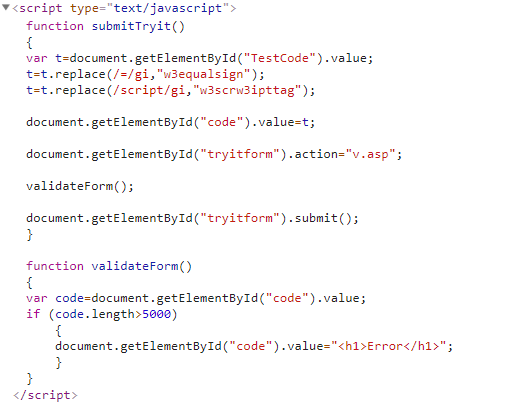 <script type="text/javascript">
function submitTryit()
{
var t=document.getElementById("TestCode").value;
t=t.replace(/=/gi,"w3equalsign");
t=t.replace(/script/gi,"w3scrw3ipttag");
document.getElementById("code").value=t;
document.getElementById("tryitform").action="v.asp";
validateForm();
document.getElementById("tryitform").submit();
}
function validateForm()
{
var code=document.getElementById("code").value;
if (code.length>5000)
{
document.getElementById("code").value="<h1>Error</h1>";
}
}
</script>